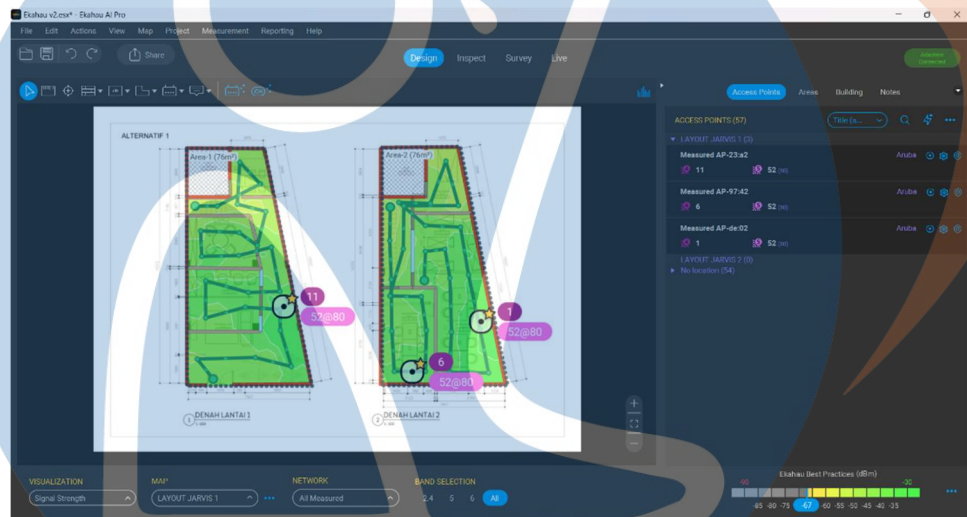 Ekahau v2.esx* - Ekahau AI Pro
File Edit Actions View Map Project Measurement Reporting Help
Share
Design Inspect Survey Live
Access Points Areas Building Notes
ACCESS POINTS (57)
Title (a...
LAYOUT JARVIS 1 (3)
Measured AP-23:a2 Aruba
11 52 (80)
Measured AP-97:42 Aruba
6 52 (80)
Measured AP-de:02 Aruba
1 52 (80)
LAYOUT JARVIS 2 (0)
No location (54)
ALTERNATIF 1
Area-1 (76m²)
Area-2 (76m²)
11
52@80
1
52@80
6
52@80
1 DENAH LANTAI 1
2 DENAH LANTAI 2
VISUALIZATION
Signal Strength
MAP
LAYOUT JARVIS 1
NETWORK
All Measured
BAND SELECTION
2.4 5 6 All
Ekahau Best Practices (dBm)
-90 -30
-85 -80 -75 -67 -60 -55 -50 -45 -40 -35